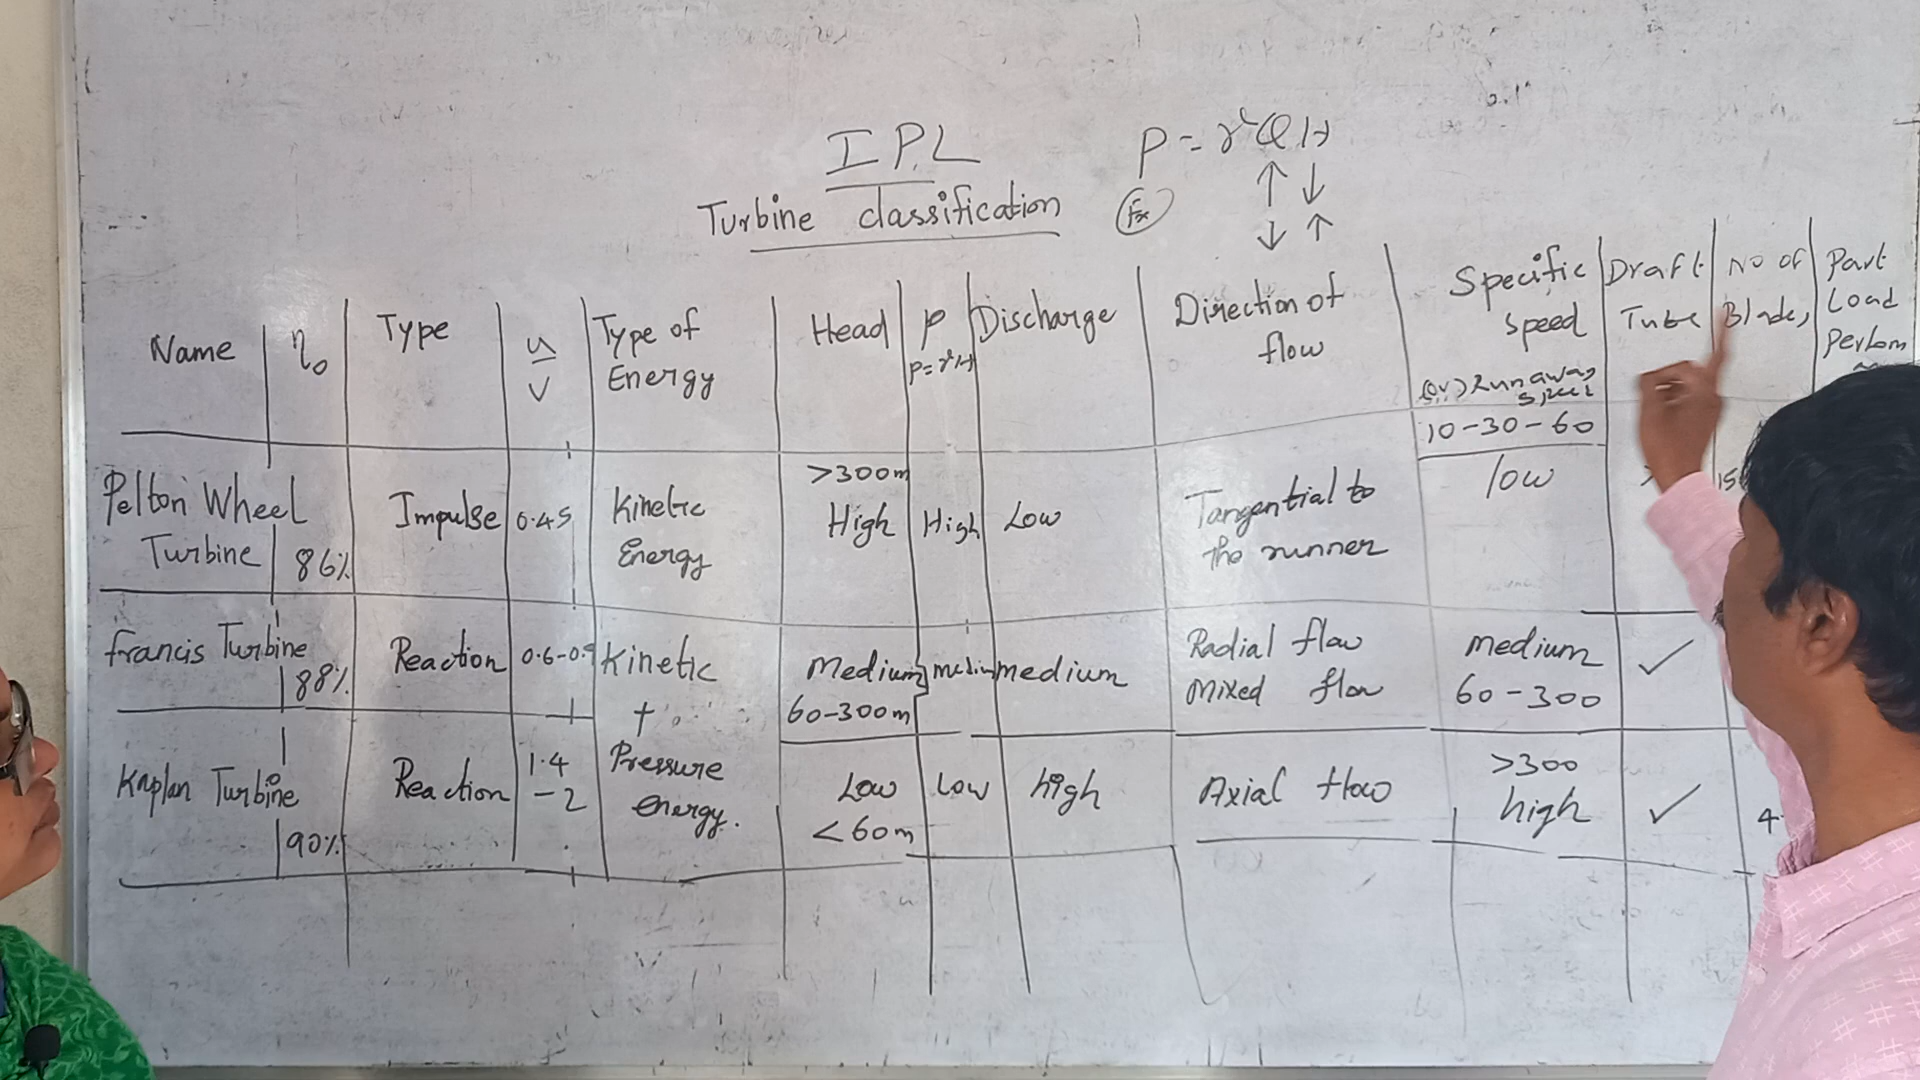 I P L
P = r² Q H
↑ ↓
Turbine classification
↓ ↑
Name
η₀
Type
u/v
Type of
Energy
Head
P
P = rH
Discharge
Direction of
flow
Specific
speed
(or) Runaway
speed
Draft
Tube
No of
Blades
Part
Load
Perform
10-30-60
Pelton Wheel
Turbine
86%
Impulse
0.45
Kinetic
Energy
>300m
High
High
Low
Tangential to
the runner
low
Francis Turbine
88%
Reaction
0.6-0.9
Kinetic
+
Pressure
energy.
Medium
60-300m
medium
Radial flow
Mixed flow
medium
60-300
✓
Kaplan Turbine
90%
Reaction
1.4
-2
Low
<60m
Low
high
Axial flow
>300
high
✓
4